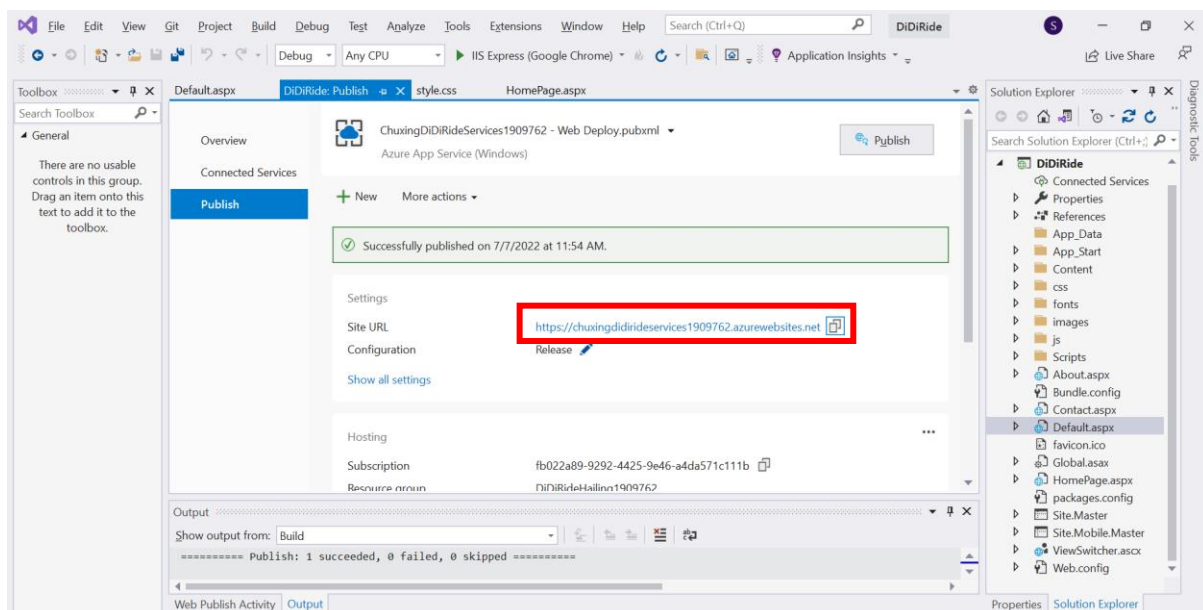 File Edit View Git Project Build Debug Test Analyze Tools Extensions Window Help Search (Ctrl+Q) DiDiRide S
Debug Any CPU IIS Express (Google Chrome) Application Insights Live Share
Toolbox
Search Toolbox
General
There are no usable
controls in this group.
Drag an item onto this
text to add it to the
toolbox.
Default.aspx DiDiRide: Publish style.css HomePage.aspx
Overview
Connected Services
Publish
ChuxingDiDiRideServices1909762 - Web Deploy.pubxml
Azure App Service (Windows)
Publish
New More actions
Successfully published on 7/7/2022 at 11:54 AM.
Settings
Site URL https://chuxingdidirideservices1909762.azurewebsites.net
Configuration Release
Show all settings
Hosting
Subscription fb022a89-9292-4425-9e46-a4da571c111b
Resource group DiDiRideHailing1909762
Output
Show output from: Build
========== Publish: 1 succeeded, 0 failed, 0 skipped ==========
Web Publish Activity Output
Solution Explorer
Search Solution Explorer (Ctrl+;)
DiDiRide
Connected Services
Properties
References
App_Data
App_Start
Content
css
fonts
images
js
Scripts
About.aspx
Bundle.config
Contact.aspx
Default.aspx
favicon.ico
Global.asax
HomePage.aspx
packages.config
Site.Master
Site.Mobile.Master
ViewSwitcher.ascx
Web.config
Properties Solution Explorer
Diagnostic Tools